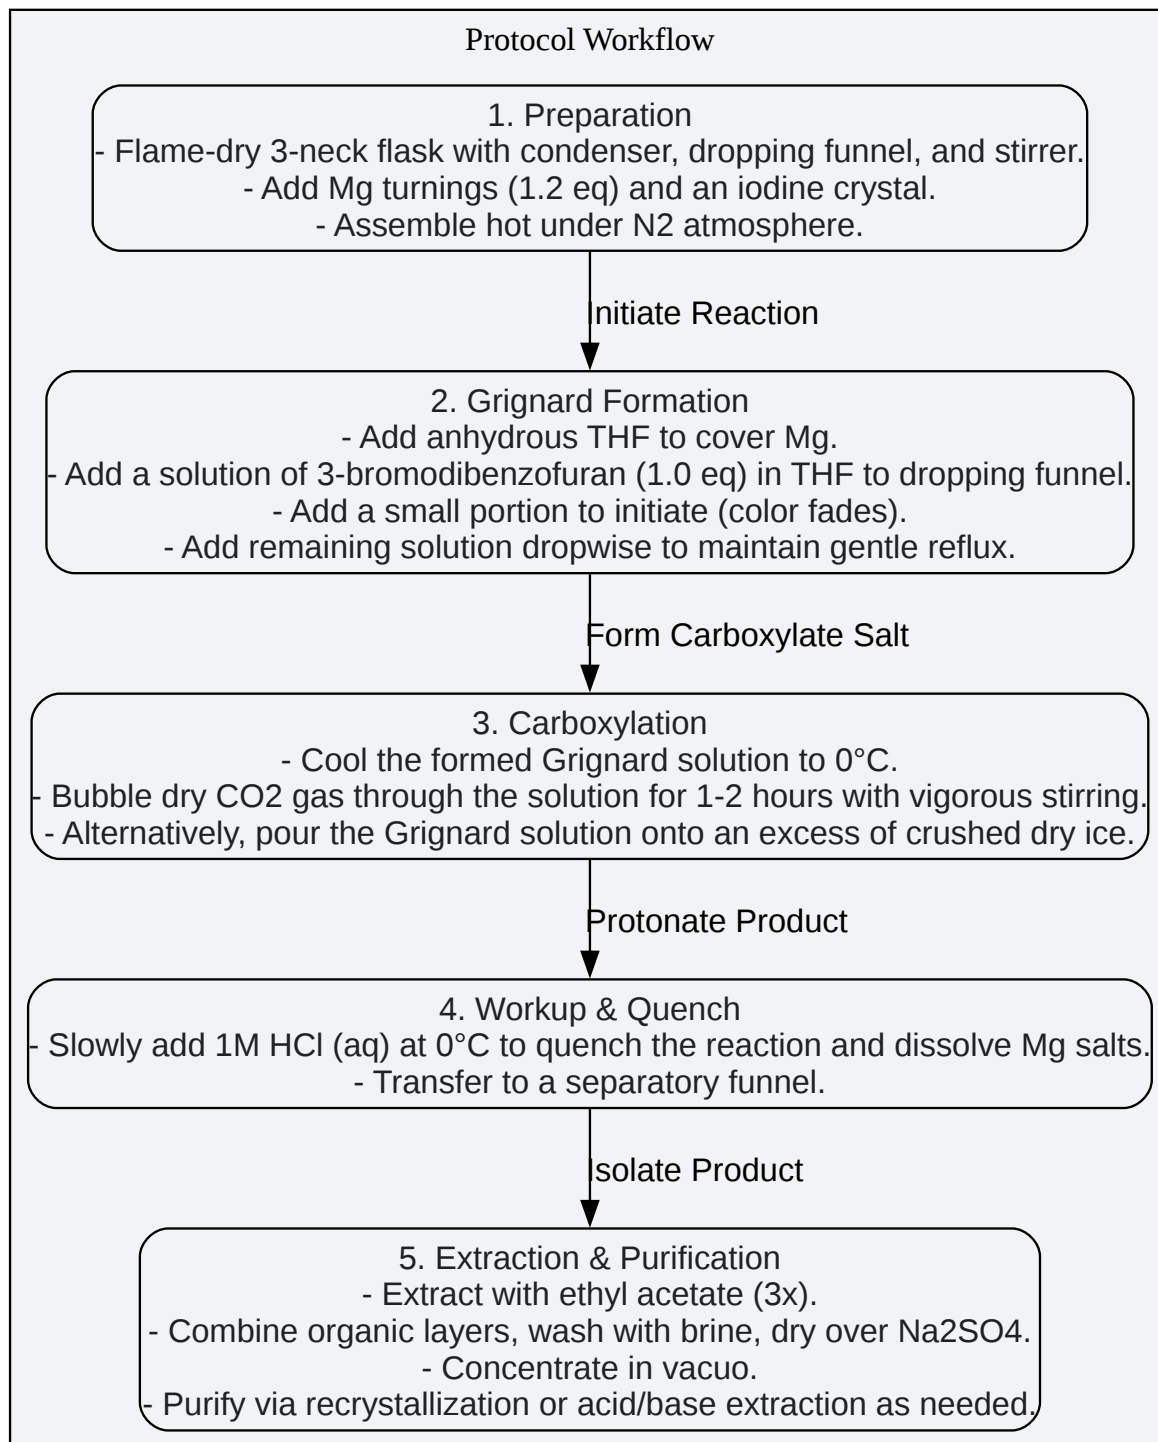 Protocol Workflow
1. Preparation
- Flame-dry 3-neck flask with condenser, dropping funnel, and stirrer.
- Add Mg turnings (1.2 eq) and an iodine crystal.
- Assemble hot under N2 atmosphere.
Initiate Reaction
2. Grignard Formation
- Add anhydrous THF to cover Mg.
- Add a solution of 3-bromodibenzofuran (1.0 eq) in THF to dropping funnel.
- Add a small portion to initiate (color fades).
- Add remaining solution dropwise to maintain gentle reflux.
Form Carboxylate Salt
3. Carboxylation
- Cool the formed Grignard solution to 0°C.
- Bubble dry CO2 gas through the solution for 1-2 hours with vigorous stirring.
- Alternatively, pour the Grignard solution onto an excess of crushed dry ice.
Protonate Product
4. Workup & Quench
- Slowly add 1M HCl (aq) at 0°C to quench the reaction and dissolve Mg salts.
- Transfer to a separatory funnel.
Isolate Product
5. Extraction & Purification
- Extract with ethyl acetate (3x).
- Combine organic layers, wash with brine, dry over Na2SO4.
- Concentrate in vacuo.
- Purify via recrystallization or acid/base extraction as needed.